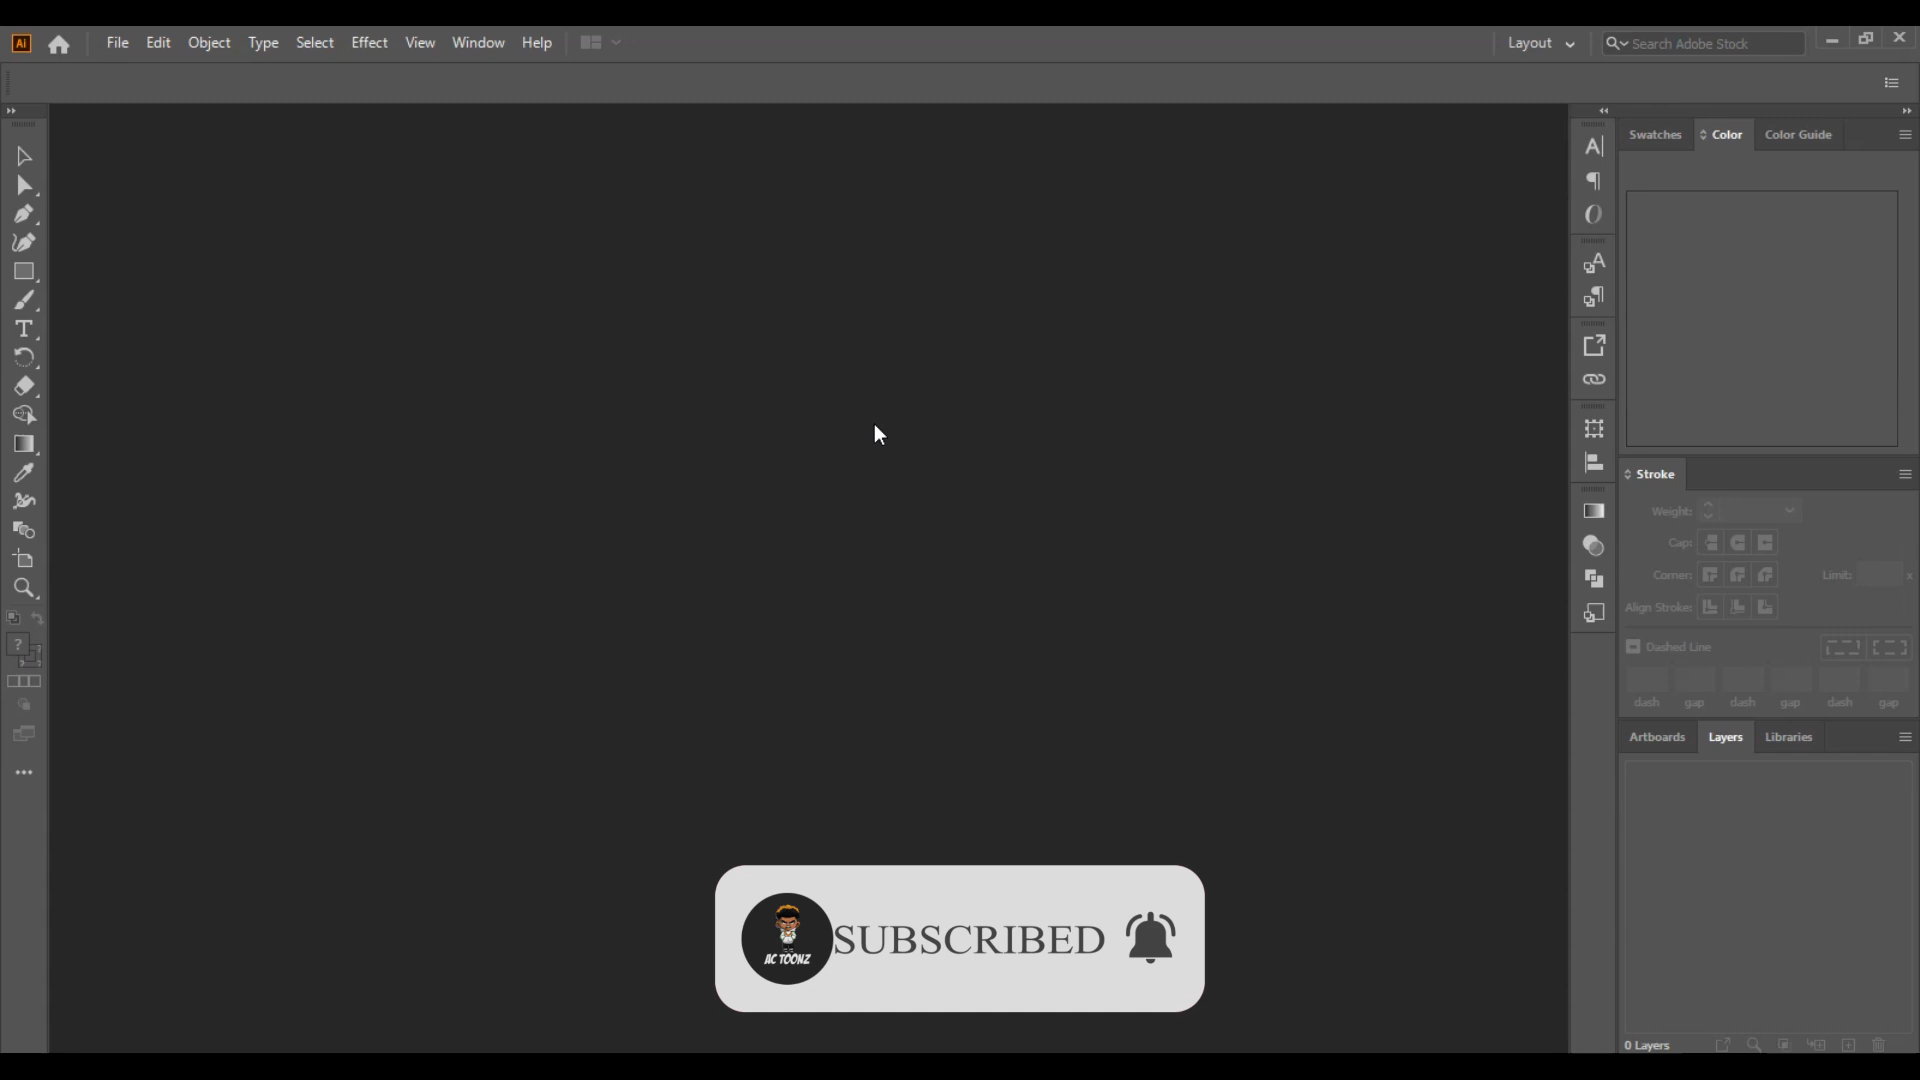 Ai File Edit Object Type Select Effect View Window Help Layout Search Adobe Stock
Swatches Color Color Guide
Stroke
Weight:
Cap:
Corner: Limit: x
Align Stroke:
Dashed Line
dash gap dash gap dash gap
Artboards Layers Libraries
AC TOONZ
SUBSCRIBED
0 Layers